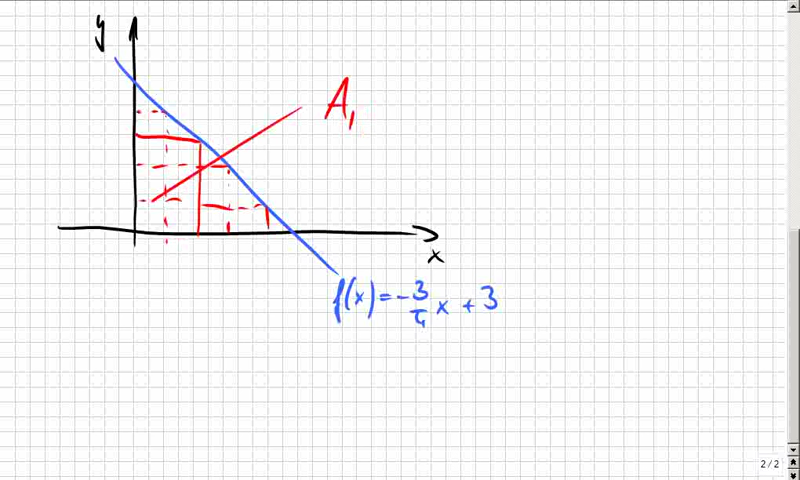 y
A₁
x
f(x) = -3/4 x + 3
2/2